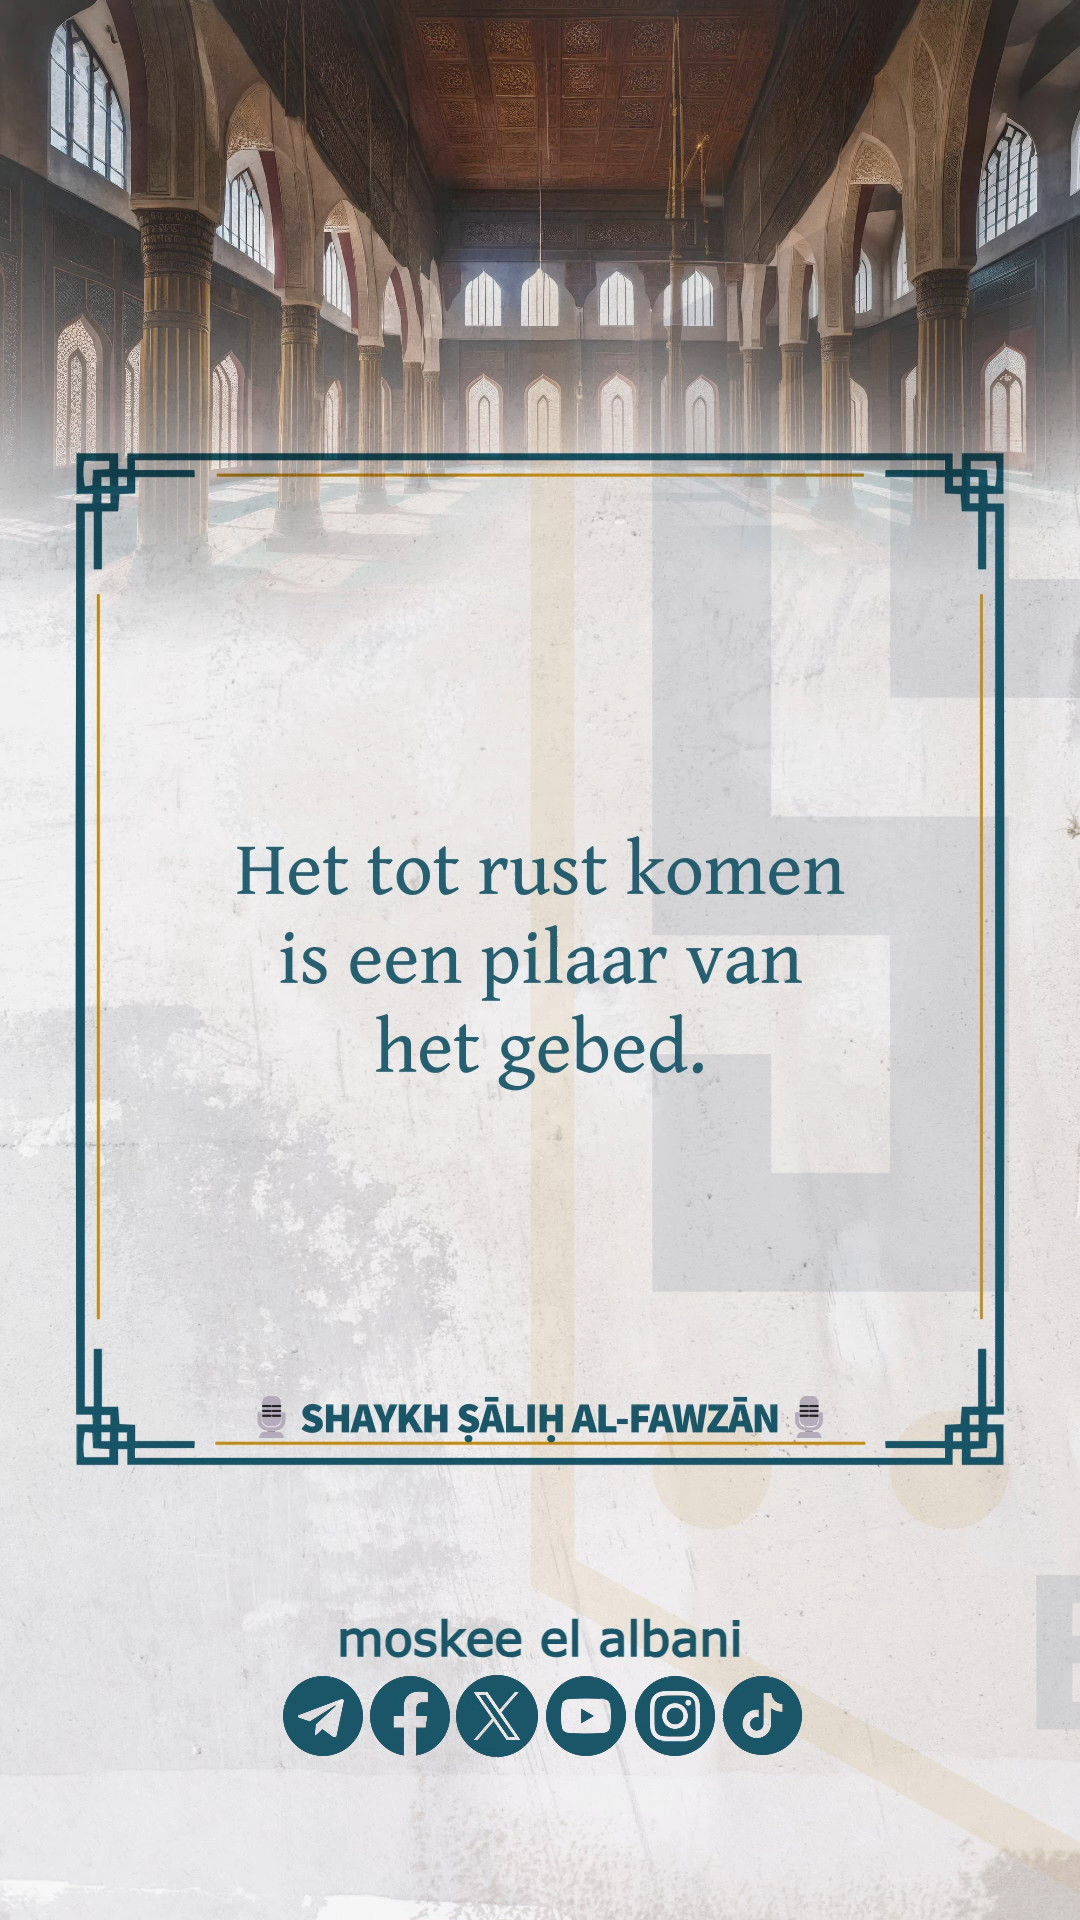 Het tot rust komen
is een pilaar van
het gebed.
SHAYKH ṢĀLIḤ AL-FAWZĀN
moskee el albani